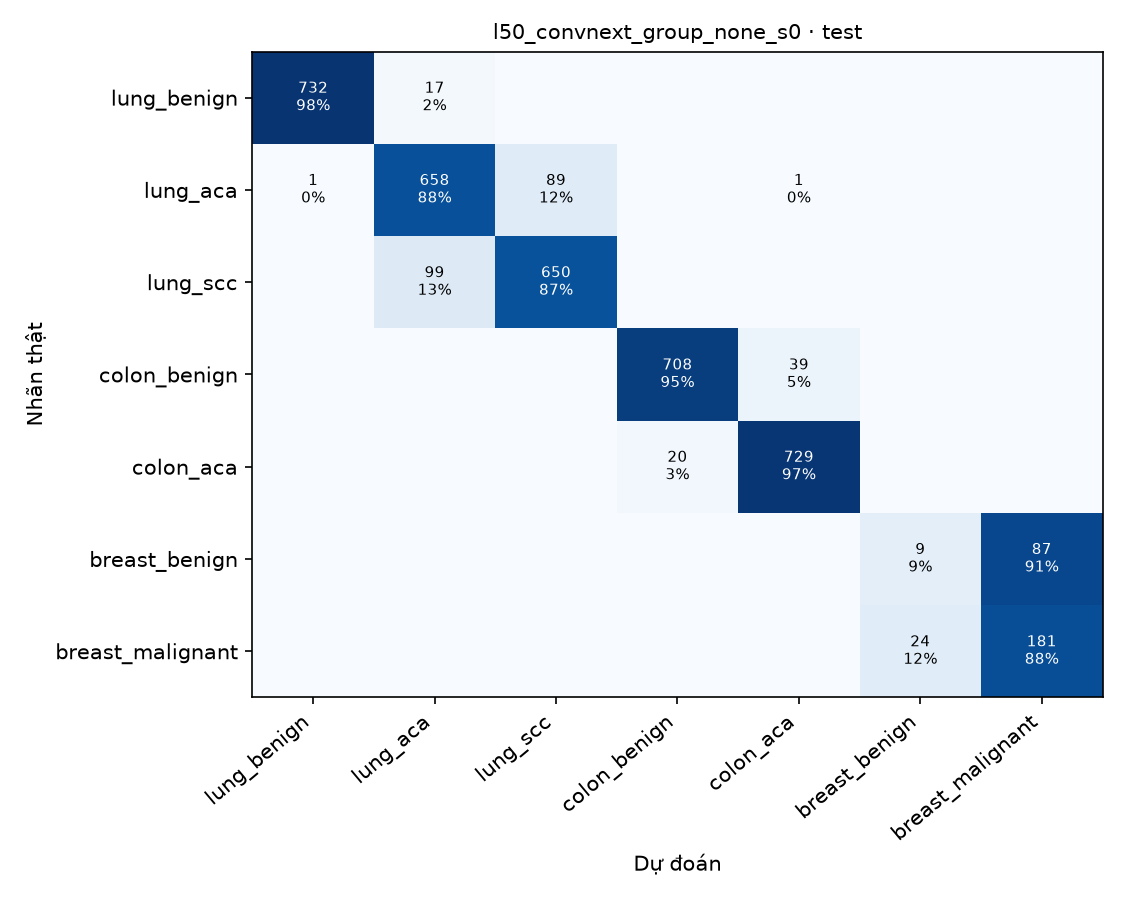 l50_convnext_group_none_s0 · test
Nhãn thật
lung_benign
732
98%
17
2%
lung_aca
1
0%
658
88%
89
12%
1
0%
lung_scc
99
13%
650
87%
colon_benign
708
95%
39
5%
colon_aca
20
3%
729
97%
breast_benign
9
9%
87
91%
breast_malignant
24
12%
181
88%
lung_benign
lung_aca
lung_scc
colon_benign
colon_aca
breast_benign
breast_malignant
Dự đoán